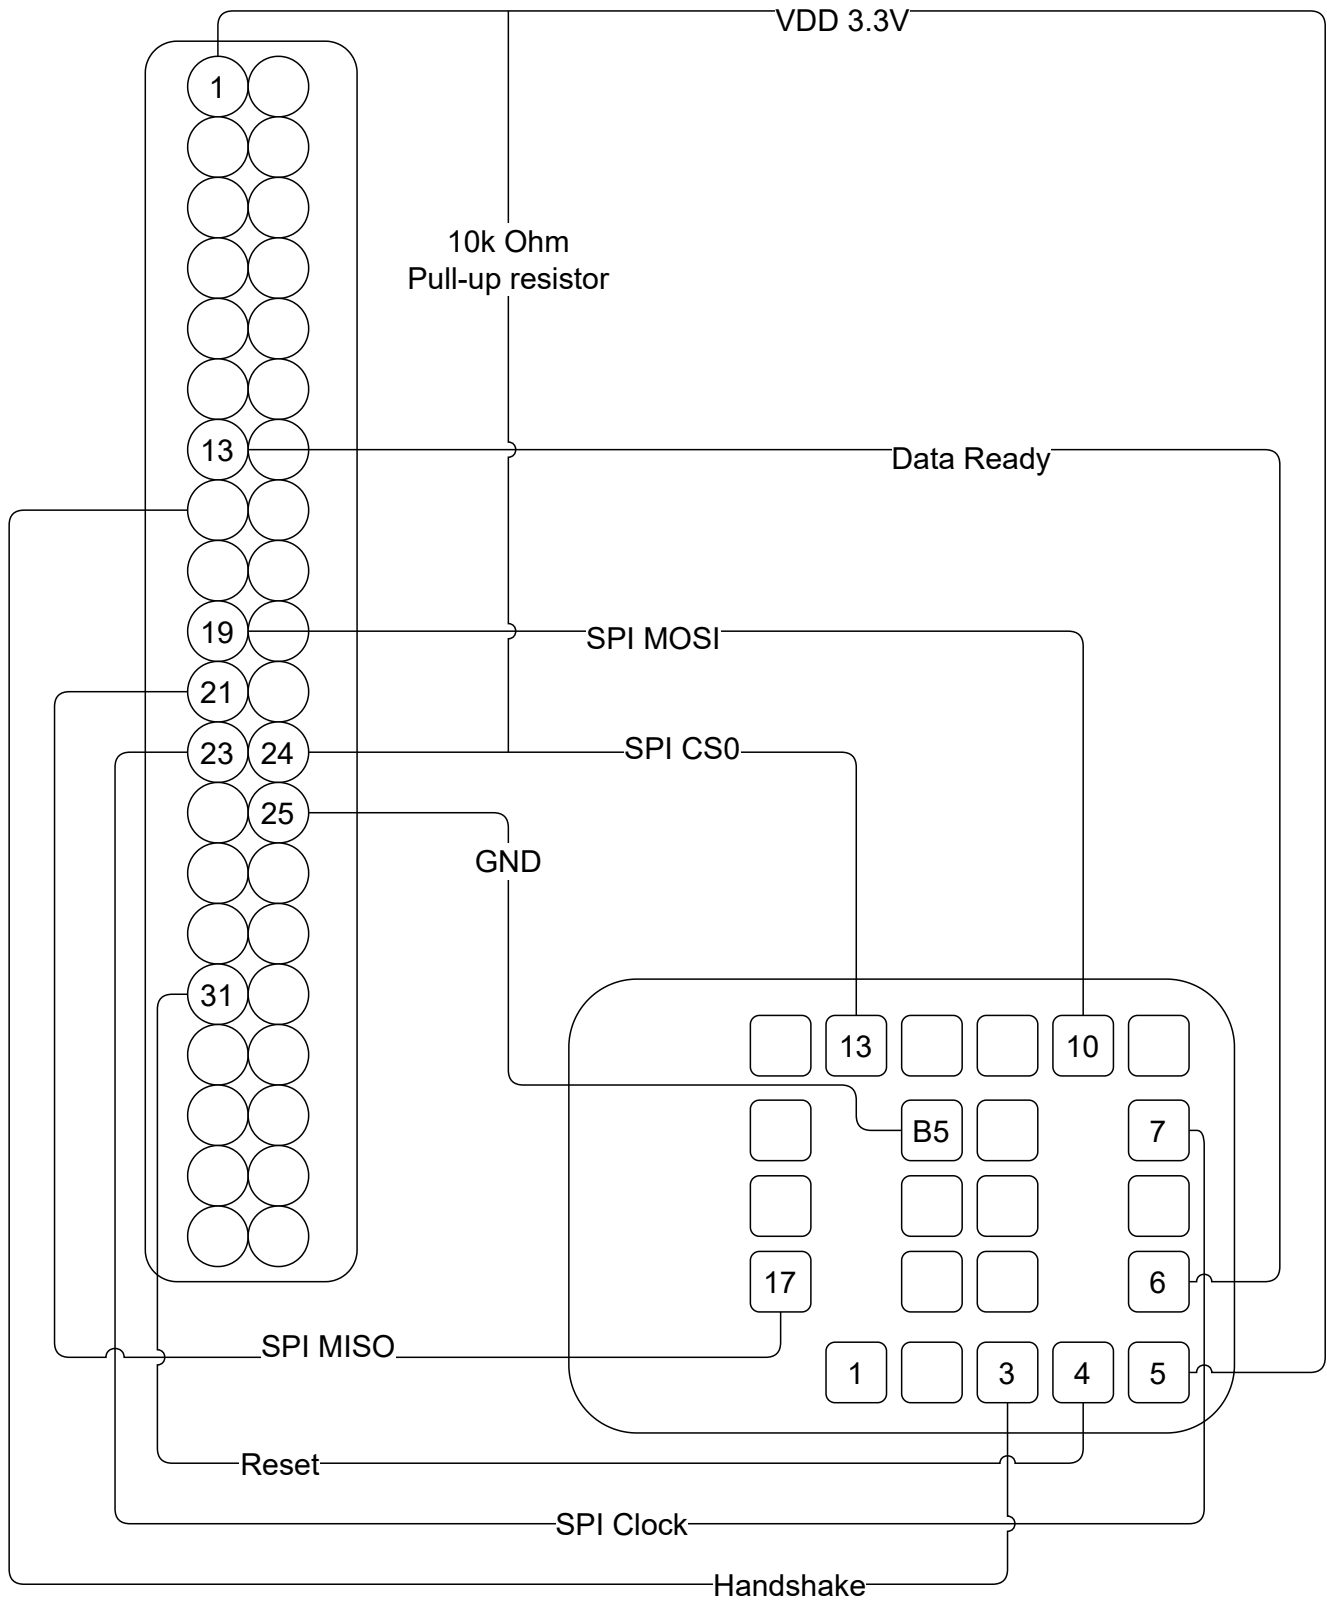 VDD 3.3V
1
10k Ohm
Pull-up resistor
13
Data Ready
19
SPI MOSI
21
23
24
SPI CS0
25
GND
31
13
10
B5
7
17
6
SPI MISO
1
3
4
5
Reset
SPI Clock
Handshake